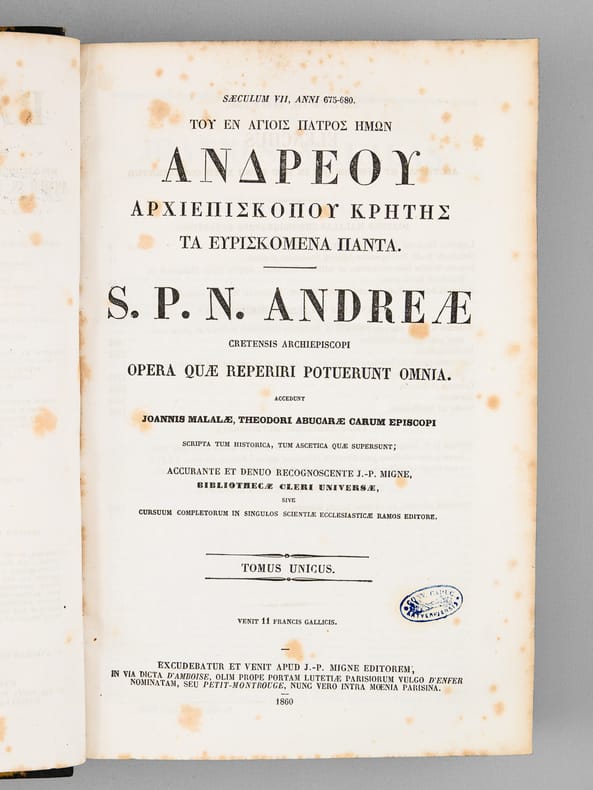 SÆCULUM VII, ANNI 675-680.
ΤΟΥ ΕΝ ΑΓΙΟΙΣ ΠΑΤΡΟΣ ΗΜΩΝ
ΑΝΔΡΕΟΥ
ΑΡΧΙΕΠΙΣΚΟΠΟΥ ΚΡΗΤΗΣ
ΤΑ ΕΥΡΙΣΚΟΜΕΝΑ ΠΑΝΤΑ.
S. P. N. ANDREÆ
CRETENSIS ARCHIEPISCOPI
OPERA QUÆ REPERIRI POTUERUNT OMNIA.
ACCEDUNT
JOANNIS MALALÆ, THEODORI ABUCARÆ CARUM EPISCOPI
SCRIPTA TUM HISTORICA, TUM ASCETICA QUÆ SUPERSUNT;
ACCURANTE ET DENUO RECOGNOSCENTE J.-P. MIGNE,
BIBLIOTHECÆ CLERI UNIVERSÆ,
SIVE
CURSUUM COMPLETORUM IN SINGULOS SCIENTIÆ ECCLESIASTICÆ RAMOS EDITORE.
TOMUS UNICUS.
CONV. CAPUC.
VENIT 11 FRANCIS GALLICIS.
EXCUDEBATUR ET VENIT APUD J.-P. MIGNE EDITOREM,
IN VIA DICTA D'AMBOISE, OLIM PROPE PORTAM LUTETIÆ PARISIORUM VULGO D'ENFER
NOMINATAM, SEU PETIT-MONTROUGE, NUNC VERO INTRA MŒNIA PARISINA.
1860